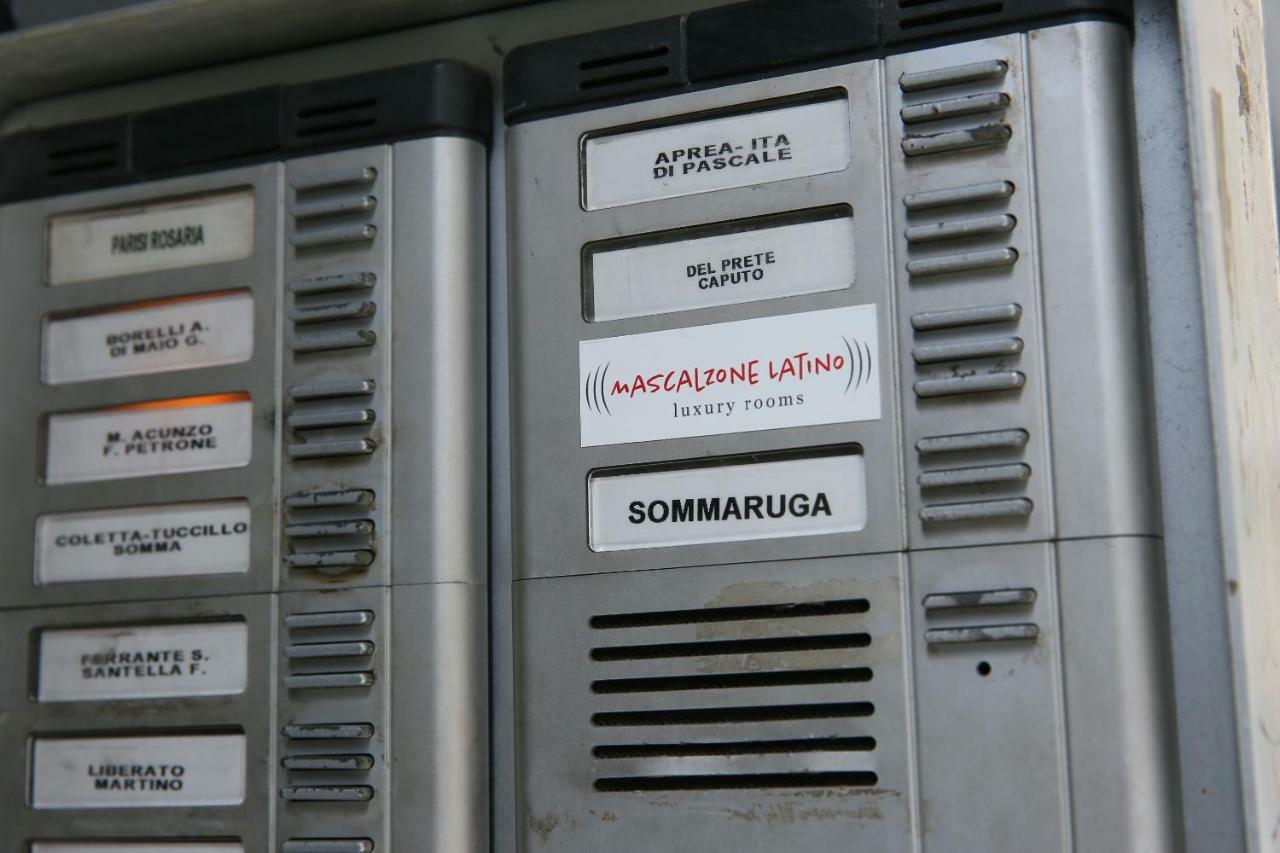 PARISI ROSARIA
BORELLI A.
DI MAIO G.
M. ACUNZO
F. PETRONE
COLETTA-TUCCILLO
SOMMA
FERRANTE S.
SANTELLA F.
LIBERATO
MARTINO
APREA- ITA
DI PASCALE
DEL PRETE
CAPUTO
(((MASCALZONE LATINO)))
luxury rooms
SOMMARUGA